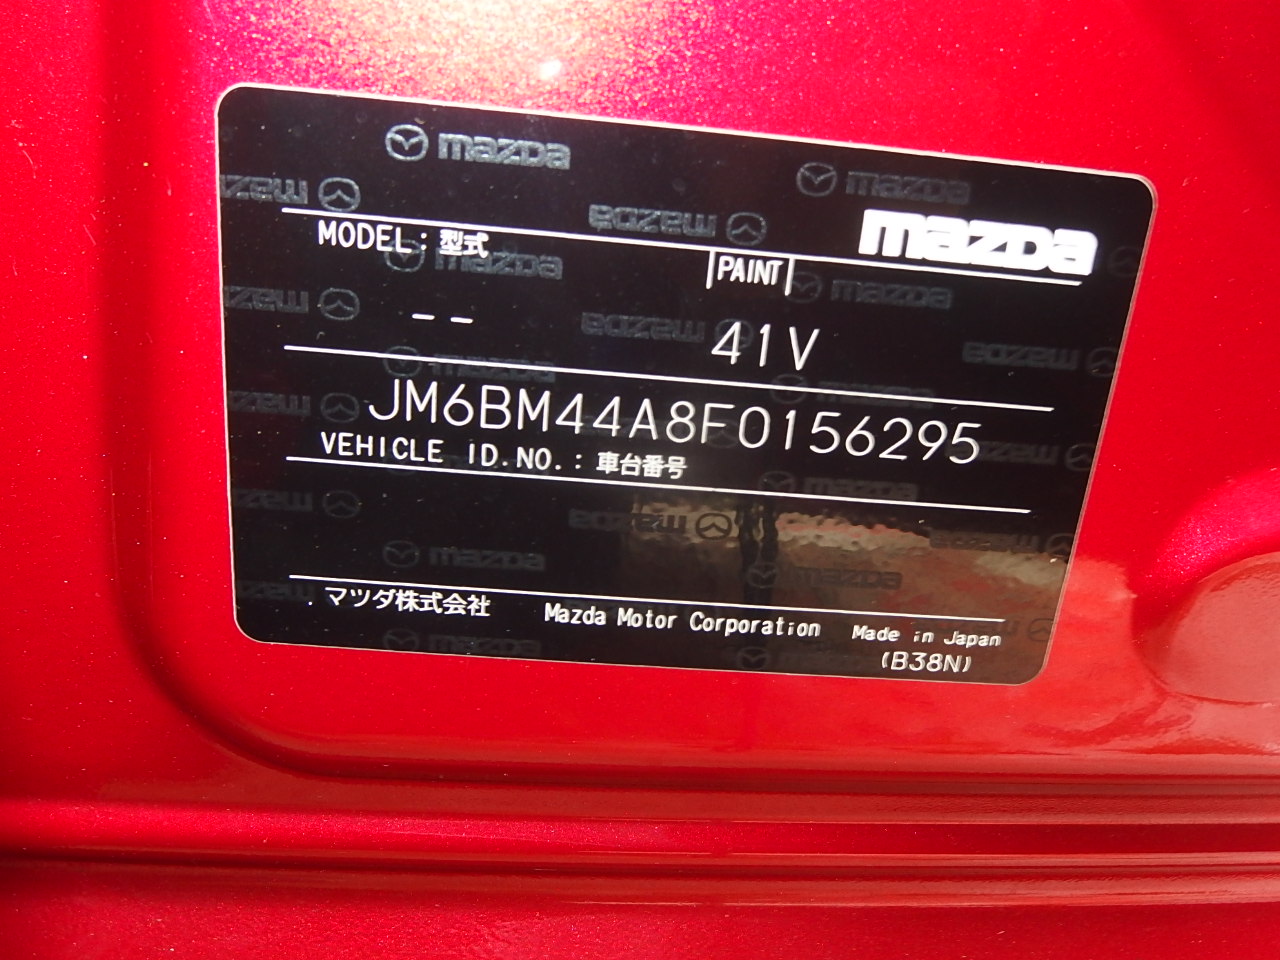 mazda
MODEL:型式
PAINT
-- 41V
JM6BM44A8F0156295
VEHICLE ID.NO.:車台番号
マツダ株式会社 Mazda Motor Corporation Made in Japan
(B38N)